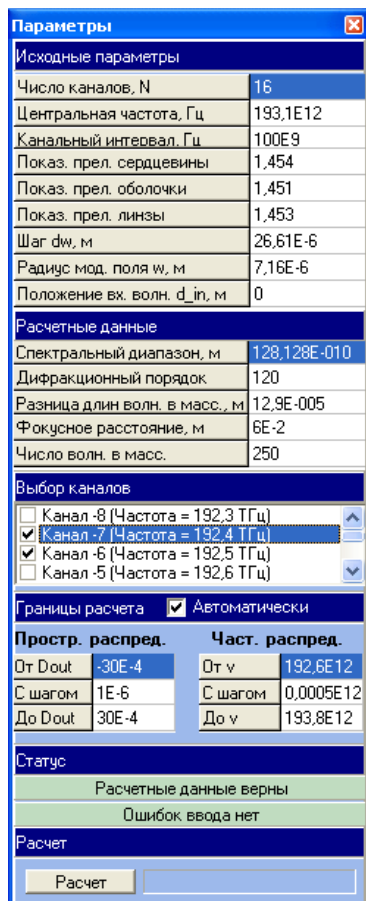 Параметры
Исходные параметры
Число каналов, N 16
Центральная частота, Гц 193,1E12
Канальный интервал, Гц 100E9
Показ. прел. сердцевины 1,454
Показ. прел. оболочки 1,451
Показ. прел. линзы 1,453
Шаг dw, м 26,61E-6
Радиус мод. поля w, м 7,16E-6
Положение вх. волн. d_in, м 0
Расчетные данные
Спектральный диапазон, м 128,128E-010
Дифракционный порядок 120
Разница длин волн. в масс., м 12,9E-005
Фокусное расстояние, м 6E-2
Число волн. в масс. 250
Выбор каналов
Канал -8 (Частота = 192,3 ТГц)
Канал -7 (Частота = 192,4 ТГц)
Канал -6 (Частота = 192,5 ТГц)
Канал -5 (Частота = 192,6 ТГц)
Границы расчета Автоматически
Простр. распред. Част. распред.
От Dout -30E-4 От v 192,6E12
С шагом 1E-6 С шагом 0,0005E12
До Dout 30E-4 До v 193,8E12
Статус
Расчетные данные верны
Ошибок ввода нет
Расчет
Расчет